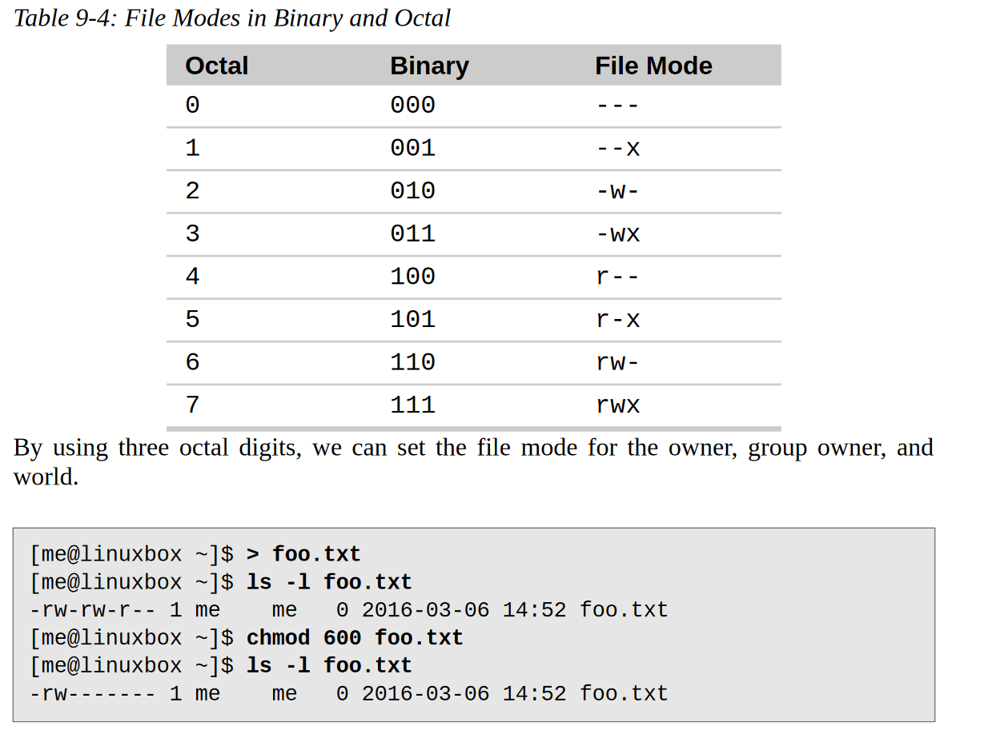 Table 9-4: File Modes in Binary and Octal
Octal Binary File Mode
0 000 ---
1 001 --x
2 010 -w-
3 011 -wx
4 100 r--
5 101 r-x
6 110 rw-
7 111 rwx
By using three octal digits, we can set the file mode for the owner, group owner, and
world.
[me@linuxbox ~]$ > foo.txt
[me@linuxbox ~]$ ls -l foo.txt
-rw-rw-r-- 1 me    me   0 2016-03-06 14:52 foo.txt
[me@linuxbox ~]$ chmod 600 foo.txt
[me@linuxbox ~]$ ls -l foo.txt
-rw------- 1 me    me   0 2016-03-06 14:52 foo.txt